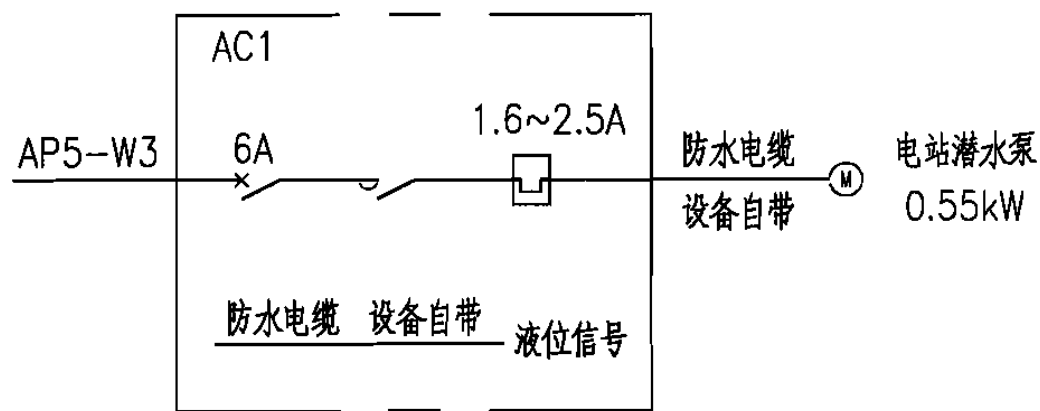 AC1
1.6~2.5A
AP5-W3
6A
防水电缆
电站潜水泵
M
设备自带
0.55kW
防水电缆 设备自带
液位信号